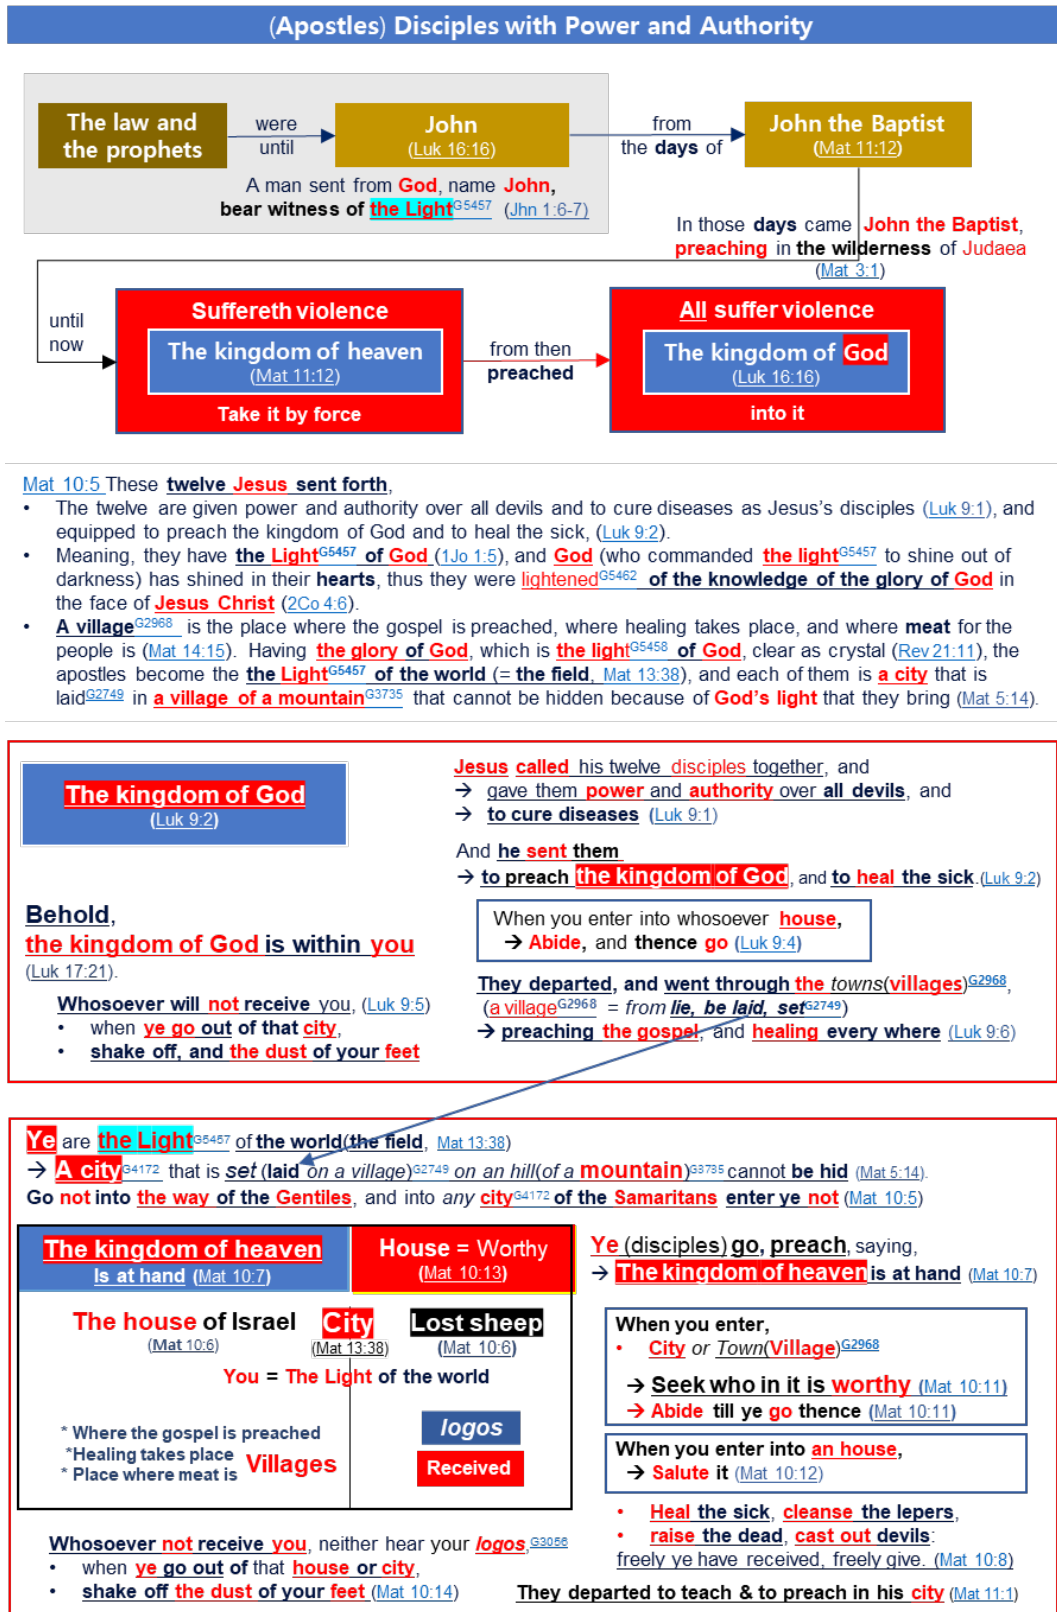 (Apostles) Disciples with Power and Authority
The law and
the prophets
were
until
John
(Luk 16:16)
from
the days of
John the Baptist
(Mat 11:12)
A man sent from God, name John,
bear witness of the LightG5457 (Jhn 1:6-7)
In those days came John the Baptist,
preaching in the wilderness of Judaea
(Mat 3:1)
until
now
Suffereth violence
The kingdom of heaven
(Mat 11:12)
Take it by force
from then
preached
All suffer violence
The kingdom of God
(Luk 16:16)
into it
Mat 10:5 These twelve Jesus sent forth,
• The twelve are given power and authority over all devils and to cure diseases as Jesus's disciples (Luk 9:1), and
equipped to preach the kingdom of God and to heal the sick, (Luk 9:2).
• Meaning, they have the LightG5457 of God (1Jo 1:5), and God (who commanded the lightG5457 to shine out of
darkness) has shined in their hearts, thus they were lightenedG5462 of the knowledge of the glory of God in
the face of Jesus Christ (2Co 4:6).
• A villageG2968 is the place where the gospel is preached, where healing takes place, and where meat for the
people is (Mat 14:15). Having the glory of God, which is the lightG5458 of God, clear as crystal (Rev 21:11), the
apostles become the the LightG5457 of the world (= the field, Mat 13:38), and each of them is a city that is
laidG2749 in a village of a mountainG3735 that cannot be hidden because of God's light that they bring (Mat 5:14).
The kingdom of God
(Luk 9:2)
Jesus called his twelve disciples together, and
→ gave them power and authority over all devils, and
→ to cure diseases (Luk 9:1)
And he sent them
→ to preach the kingdom of God, and to heal the sick.(Luk 9:2)
Behold,
the kingdom of God is within you
(Luk 17:21).
When you enter into whosoever house,
→ Abide, and thence go (Luk 9:4)
Whosoever will not receive you, (Luk 9:5)
• when ye go out of that city,
• shake off, and the dust of your feet
They departed, and went through the towns(villages)G2968,
(a villageG2968 = from lie, be laid, setG2749)
→ preaching the gospel, and healing every where (Luk 9:6)
Ye are the LightG5457 of the world(the field, Mat 13:38)
→ A cityG4172 that is set (laid on a village)G2749 on an hill(of a mountain)G3735 cannot be hid (Mat 5:14).
Go not into the way of the Gentiles, and into any cityG4172 of the Samaritans enter ye not (Mat 10:5)
The kingdom of heaven
Is at hand (Mat 10:7)
House = Worthy
(Mat 10:13)
The house of Israel
(Mat 10:6)
City
(Mat 13:38)
Lost sheep
(Mat 10:6)
You = The Light of the world
* Where the gospel is preached
*Healing takes place
* Place where meat is
Villages
logos
Received
Ye (disciples) go, preach, saying,
→ The kingdom of heaven is at hand (Mat 10:7)
When you enter,
• City or Town(Village)G2968
→ Seek who in it is worthy (Mat 10:11)
→ Abide till ye go thence (Mat 10:11)
When you enter into an house,
→ Salute it (Mat 10:12)
• Heal the sick, cleanse the lepers,
• raise the dead, cast out devils:
freely ye have received, freely give. (Mat 10:8)
Whosoever not receive you, neither hear your logos,G3056
• when ye go out of that house or city,
• shake off the dust of your feet (Mat 10:14)
They departed to teach & to preach in his city (Mat 11:1)